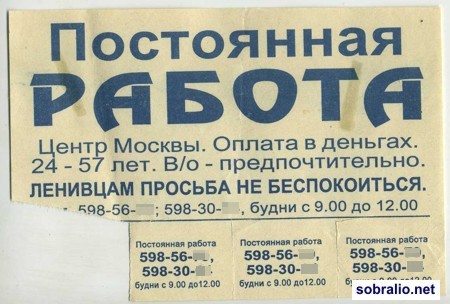 Постоянная
РАБОТА
Центр Москвы. Оплата в деньгах.
24 - 57 лет. В/о - предпочтительно.
ЛЕНИВЦАМ ПРОСЬБА НЕ БЕСПОКОИТЬСЯ.
598-56-; 598-30- , будни с 9.00 до 12.00
Постоянная работа
598-56- ,
598-30-
будни с 9.00 до12.00
Постоянная работа
598-56- ,
598-30-
будни с 9.00 до12.00
Постоянная работа
598-56- ,
598-30-
будни с 9.00 до12.00
sobralio.net